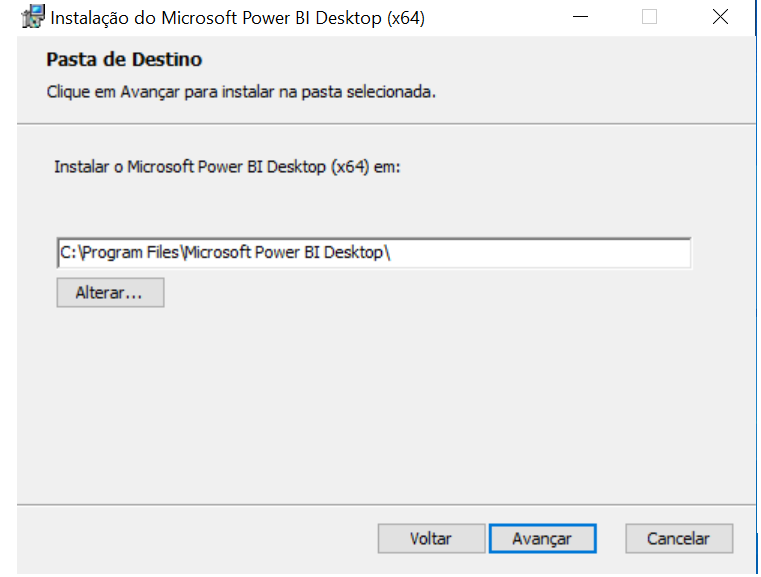 Instalação do Microsoft Power BI Desktop (x64)
Pasta de Destino
Clique em Avançar para instalar na pasta selecionada.
Instalar o Microsoft Power BI Desktop (x64) em:
C:\Program Files\Microsoft Power BI Desktop\
Alterar...
Voltar Avançar Cancelar